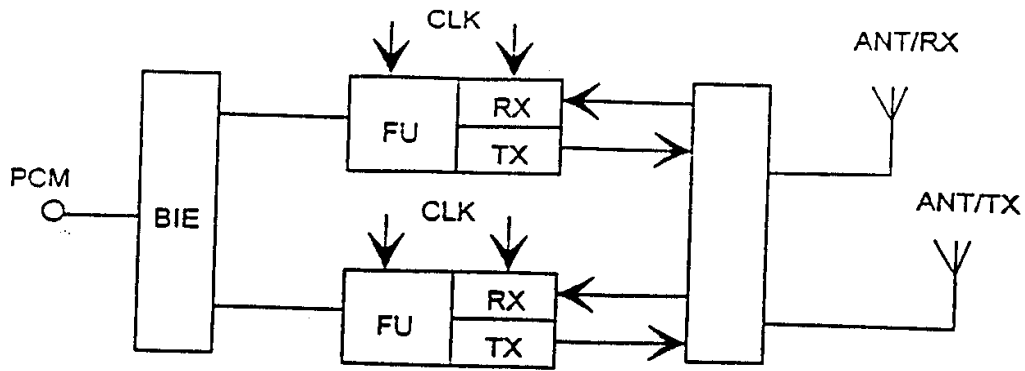 CLK
ANT/RX
FU
RX
TX
PCM
BIE
CLK
ANT/TX
FU
RX
TX